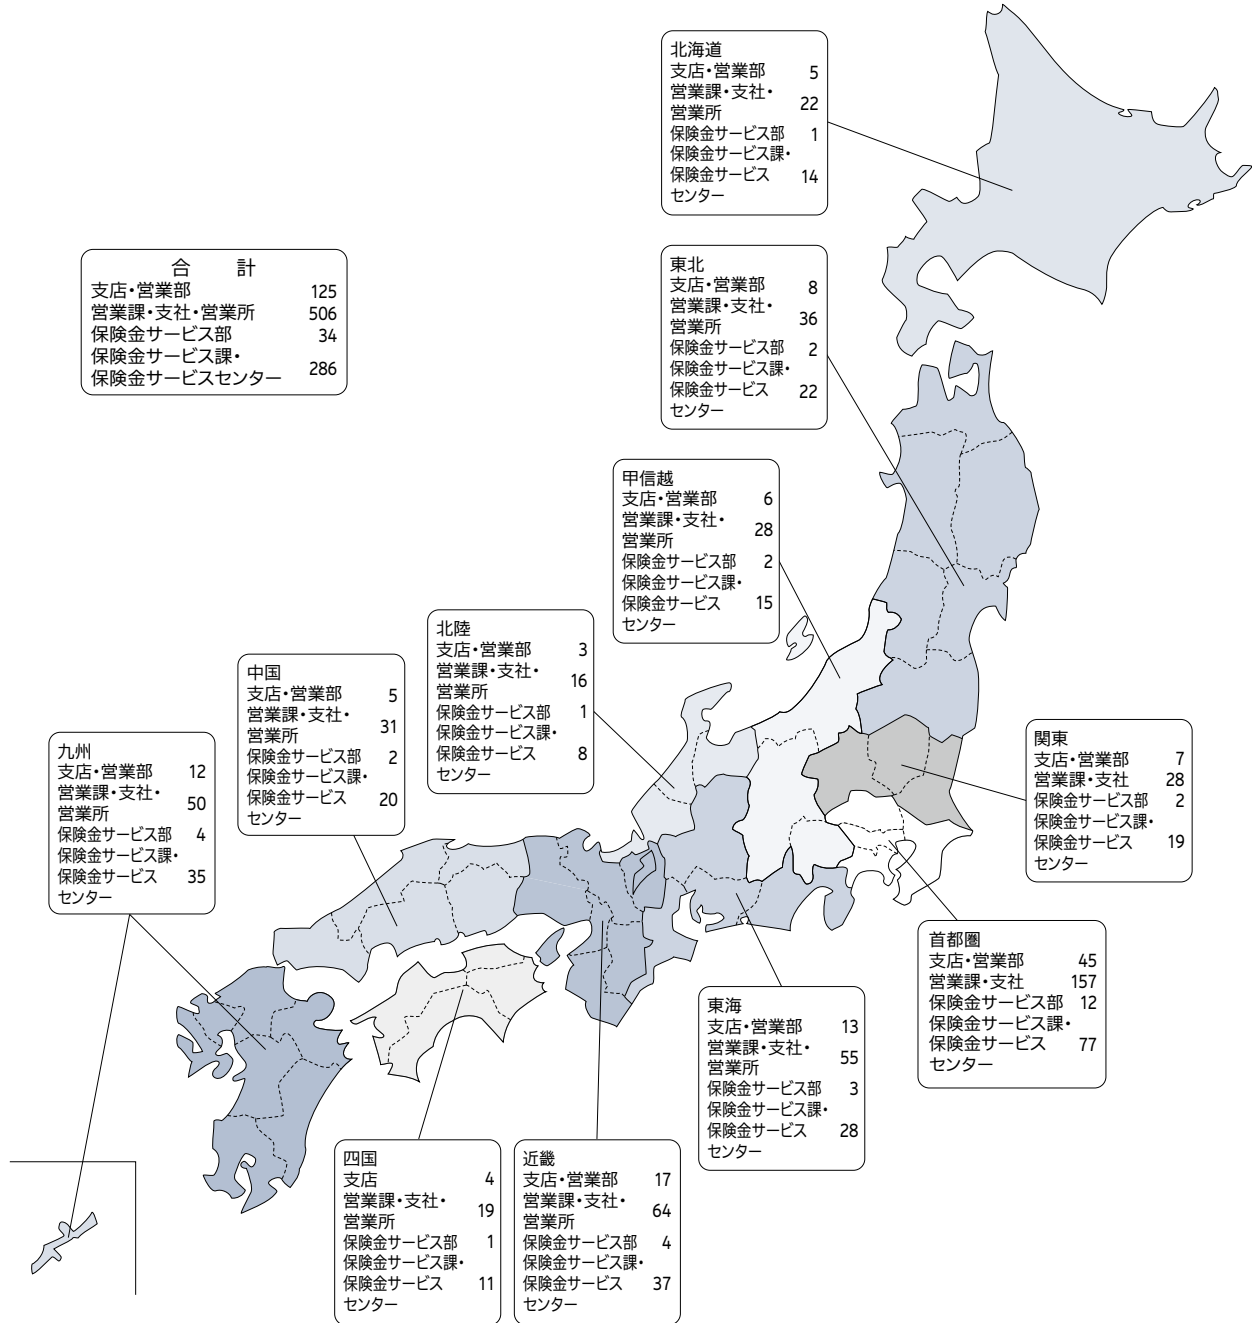 北海道
支店・営業部 5
営業課・支社・
営業所 22
保険金サービス部 1
保険金サービス課・
保険金サービス 14
センター
合 計
支店・営業部 125
営業課・支社・営業所 506
保険金サービス部 34
保険金サービス課・
保険金サービスセンター 286
東北
支店・営業部 8
営業課・支社・
営業所 36
保険金サービス部 2
保険金サービス課・
保険金サービス 22
センター
甲信越
支店・営業部 6
営業課・支社・
営業所 28
保険金サービス部 2
保険金サービス課・
保険金サービス 15
センター
北陸
支店・営業部 3
営業課・支社・
営業所 16
保険金サービス部 1
保険金サービス課・
保険金サービス 8
センター
中国
支店・営業部 5
営業課・支社・
営業所 31
保険金サービス部 2
保険金サービス課・
保険金サービス 20
センター
九州
支店・営業部 12
営業課・支社・
営業所 50
保険金サービス部 4
保険金サービス課・
保険金サービス 35
センター
関東
支店・営業部 7
営業課・支社 28
保険金サービス部 2
保険金サービス課・
保険金サービス 19
センター
首都圏
支店・営業部 45
営業課・支社 157
保険金サービス部 12
保険金サービス課・
保険金サービス 77
センター
東海
支店・営業部 13
営業課・支社・
営業所 55
保険金サービス部 3
保険金サービス課・
保険金サービス 28
センター
四国
支店 4
営業課・支社・
営業所 19
保険金サービス部 1
保険金サービス課・
保険金サービス 11
センター
近畿
支店・営業部 17
営業課・支社・
営業所 64
保険金サービス部 4
保険金サービス課・
保険金サービス 37
センター